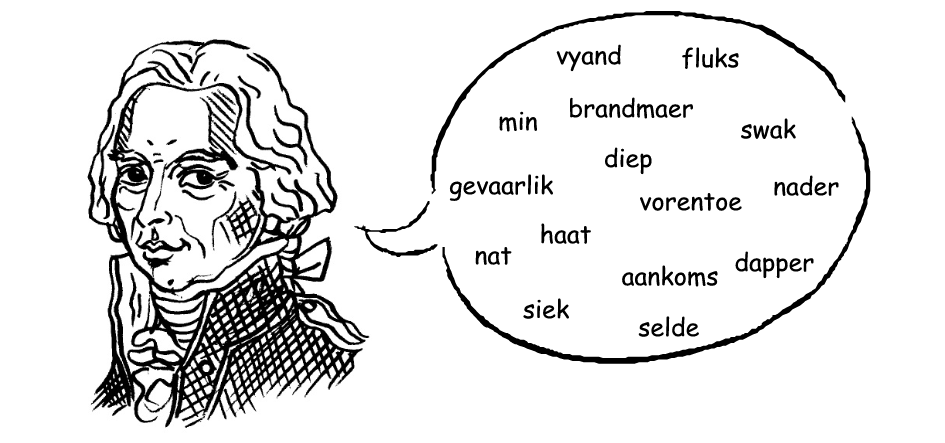 vyand fluks
min brandmaer swak
diep
gevaarlik vorentoe nader
haat
nat aankoms dapper
siek selde